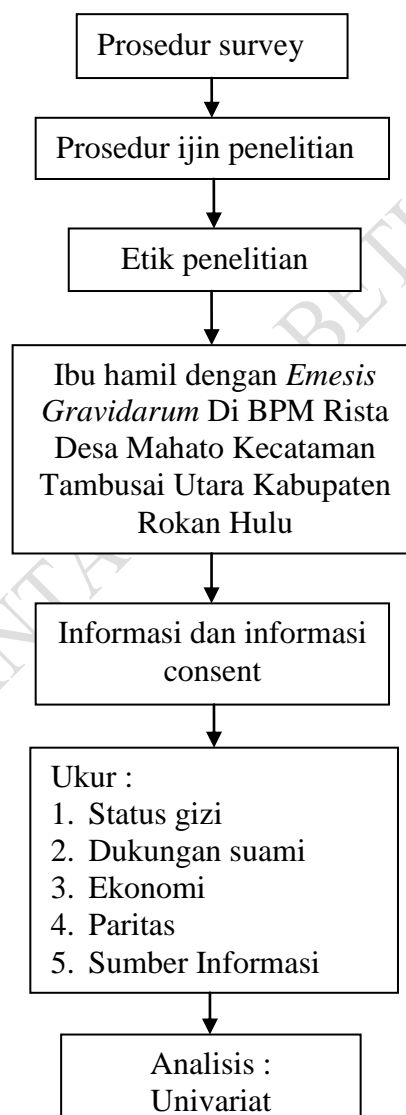 Prosedur survey
Prosedur ijin penelitian
Etik penelitian
Ibu hamil dengan Emesis
Gravidarum Di BPM Rista
Desa Mahato Kecataman
Tambusai Utara Kabupaten
Rokan Hulu
Informasi dan informasi
consent
Ukur :
1. Status gizi
2. Dukungan suami
3. Ekonomi
4. Paritas
5. Sumber Informasi
Analisis :
Univariat